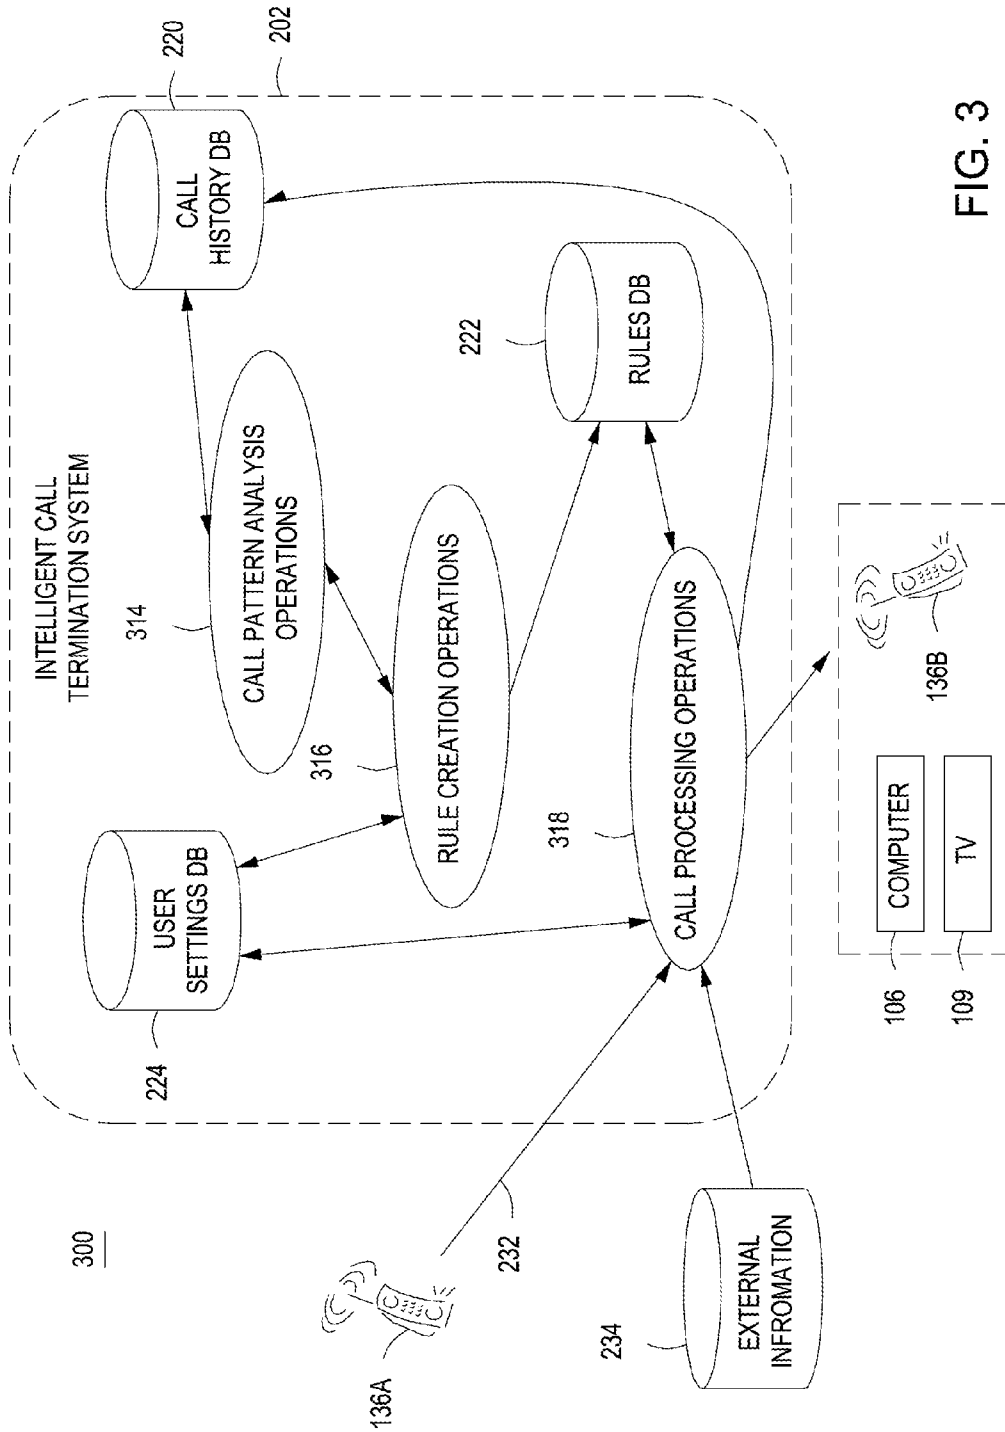 300
INTELLIGENT CALL
TERMINATION SYSTEM
202
220
CALL
HISTORY DB
314
CALL PATTERN ANALYSIS
OPERATIONS
224
USER
SETTINGS DB
316
RULE CREATION OPERATIONS
222
RULES DB
318
CALL PROCESSING OPERATIONS
136A
232
234
EXTERNAL
INFROMATION
106
COMPUTER
109
TV
136B
FIG. 3